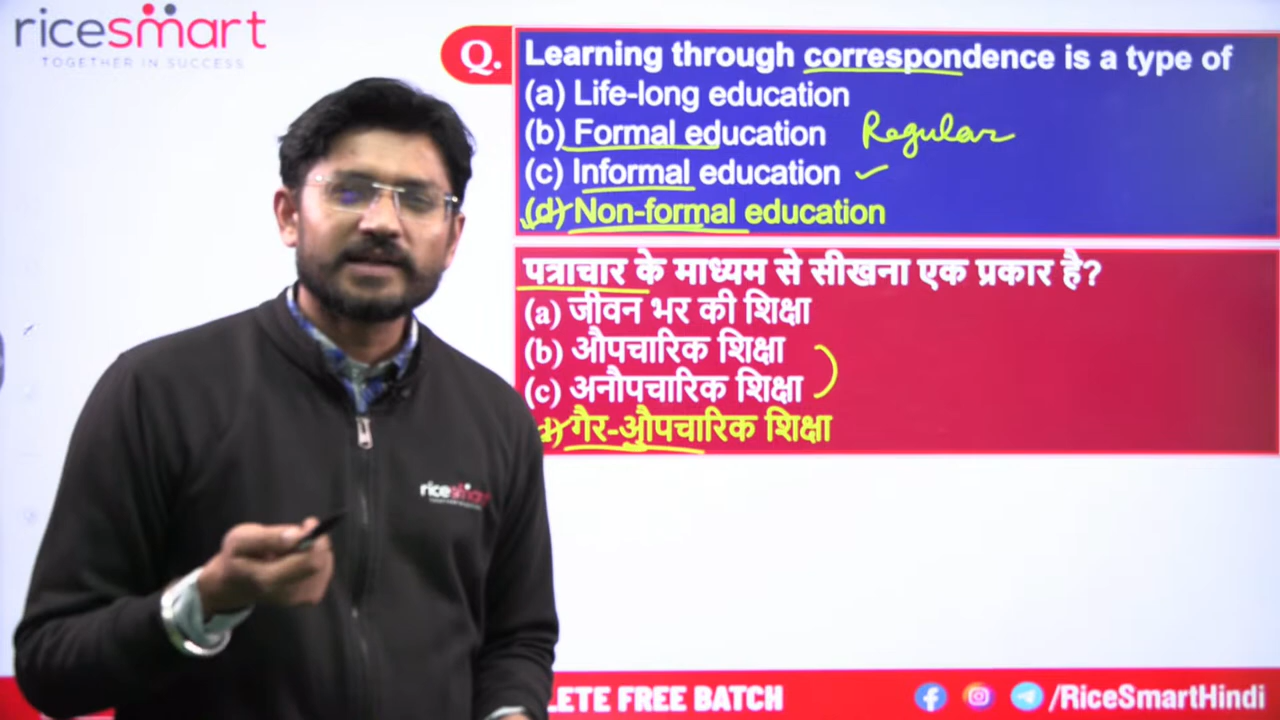 ricesmart
TOGETHER IN SUCCESS
Q. Learning through correspondence is a type of
(a) Life-long education
(b) Formal education Regular
(c) Informal education
(d) Non-formal education
पत्राचार के माध्यम से सीखना एक प्रकार है?
(a) जीवन भर की शिक्षा
(b) औपचारिक शिक्षा
(c) अनौपचारिक शिक्षा
(d) गैर-औपचारिक शिक्षा
ricesmart
LETE FREE BATCH
/RiceSmartHindi